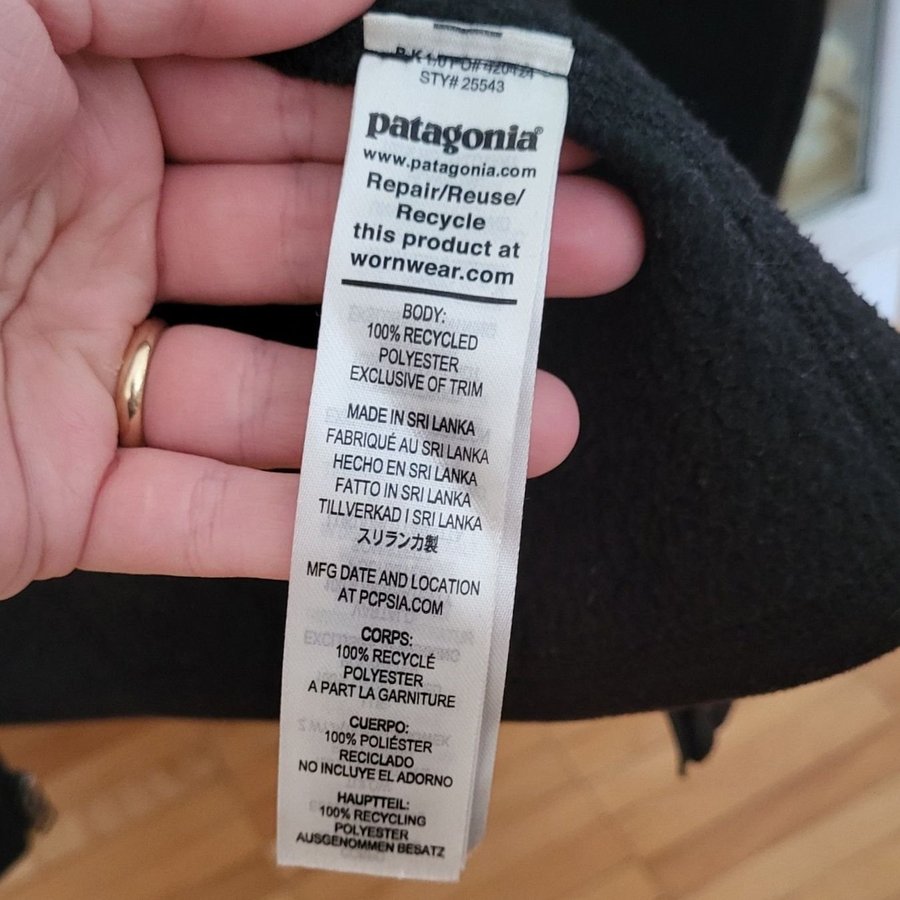 STY# 25543
patagonia®
www.patagonia.com
Repair/Reuse/
Recycle
this product at
wornwear.com
BODY:
100% RECYCLED
POLYESTER
EXCLUSIVE OF TRIM
MADE IN SRI LANKA
FABRIQUÉ AU SRI LANKA
HECHO EN SRI LANKA
FATTO IN SRI LANKA
TILLVERKAD I SRI LANKA
スリランカ製
MFG DATE AND LOCATION
AT PCPSIA.COM
CORPS:
100% RECYCLÉ
POLYESTER
A PART LA GARNITURE
CUERPO:
100% POLIÉSTER
RECICLADO
NO INCLUYE EL ADORNO
HAUPTTEIL:
100% RECYCLING
POLYESTER
AUSGENOMMEN BESATZ